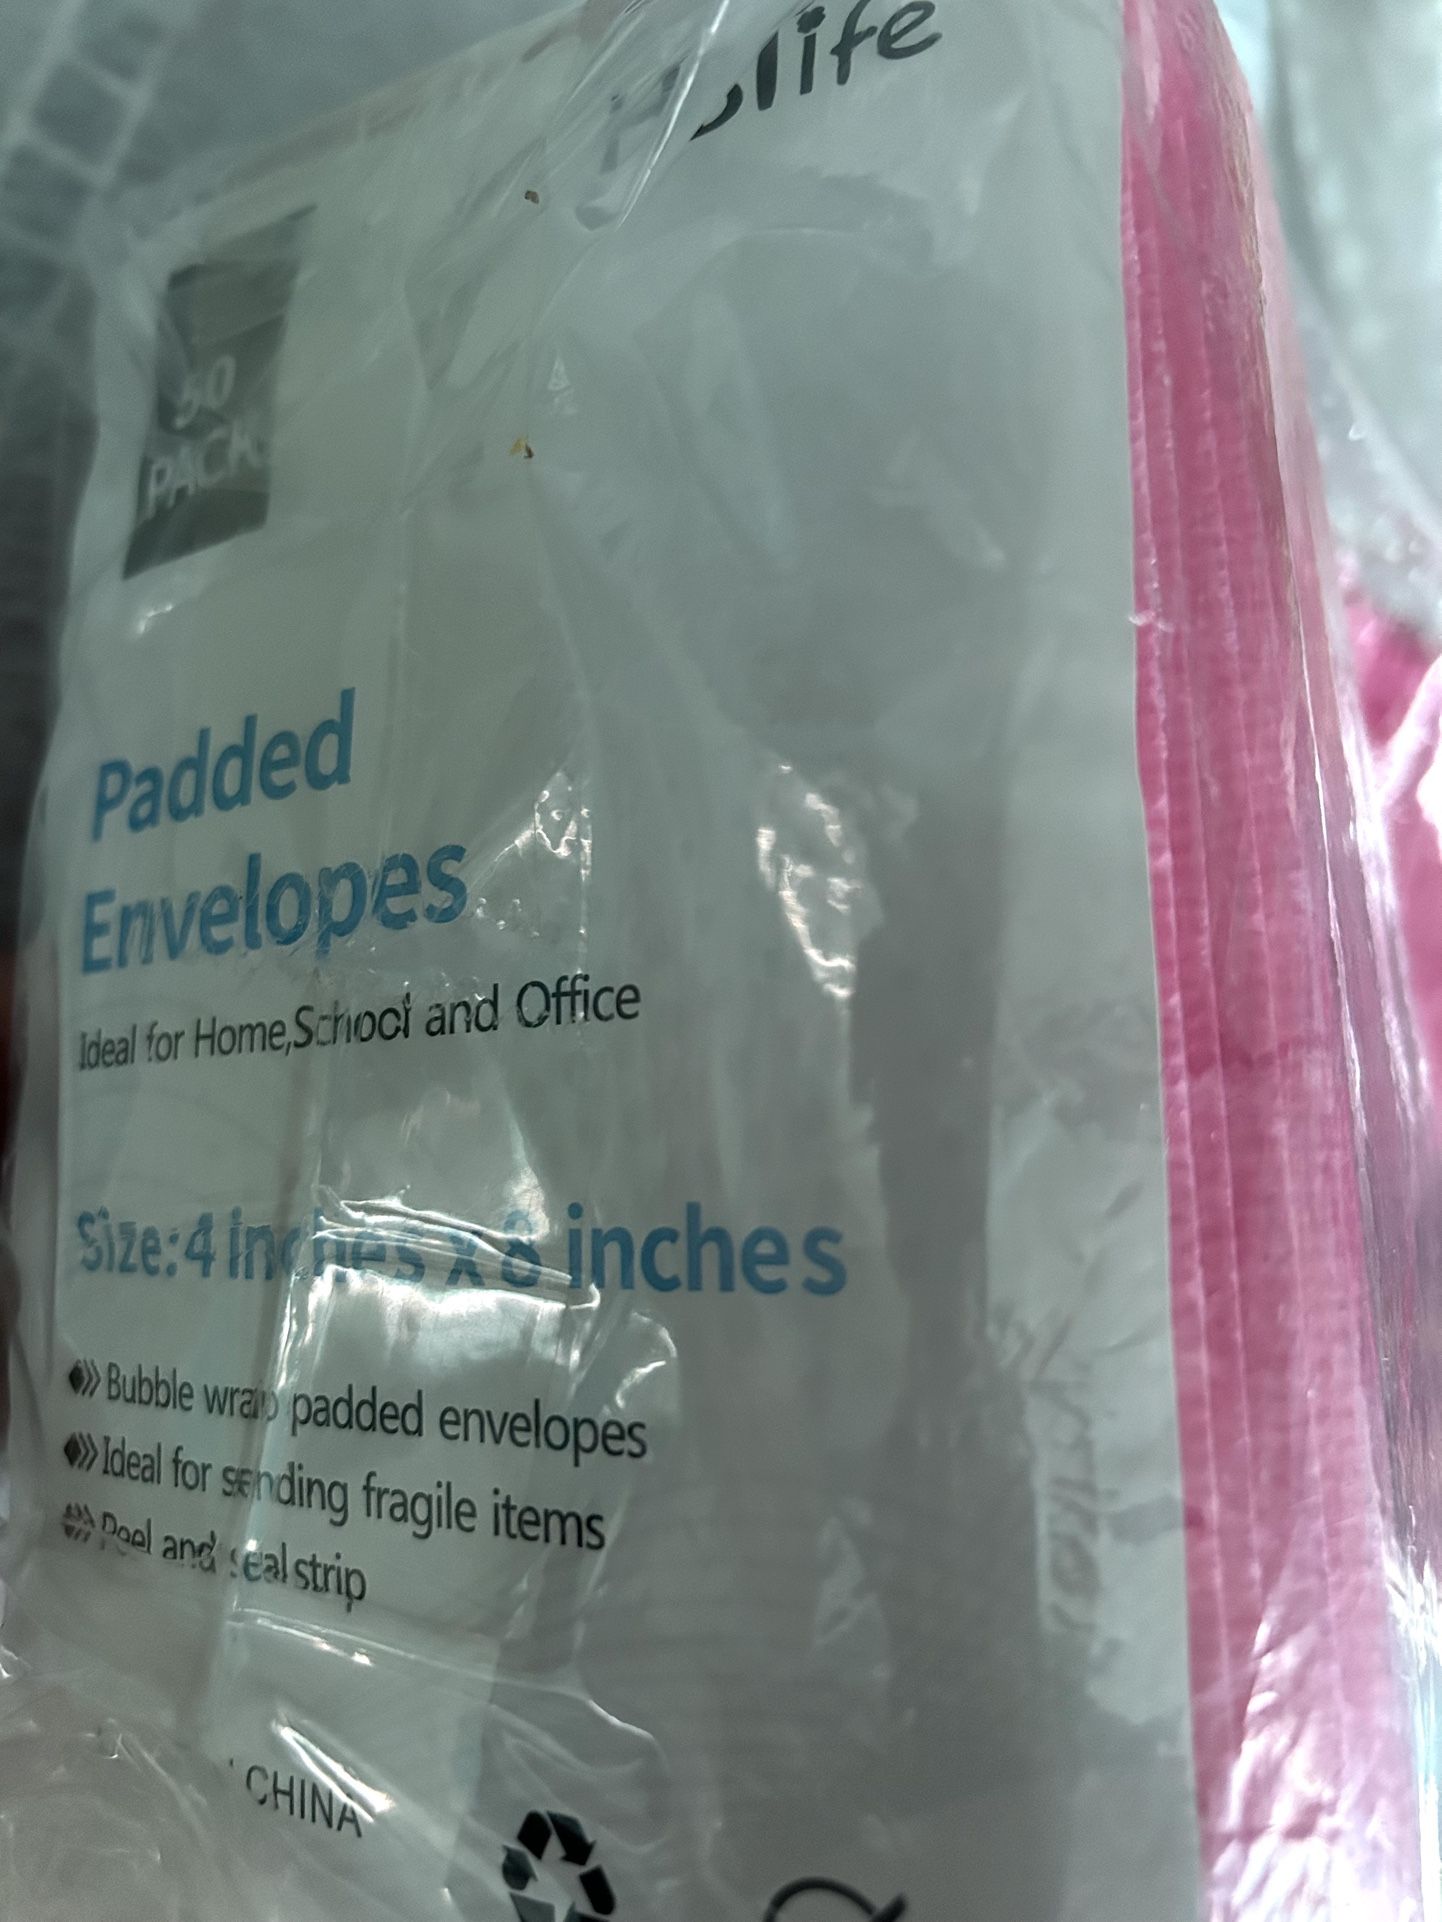 50
PACK
Padded
Envelopes
Ideal for Home,School and Office
Size:4 inches x 8 inches
Bubble wrap padded envelopes
Ideal for sending fragile items
Peel and seal strip
CHINA